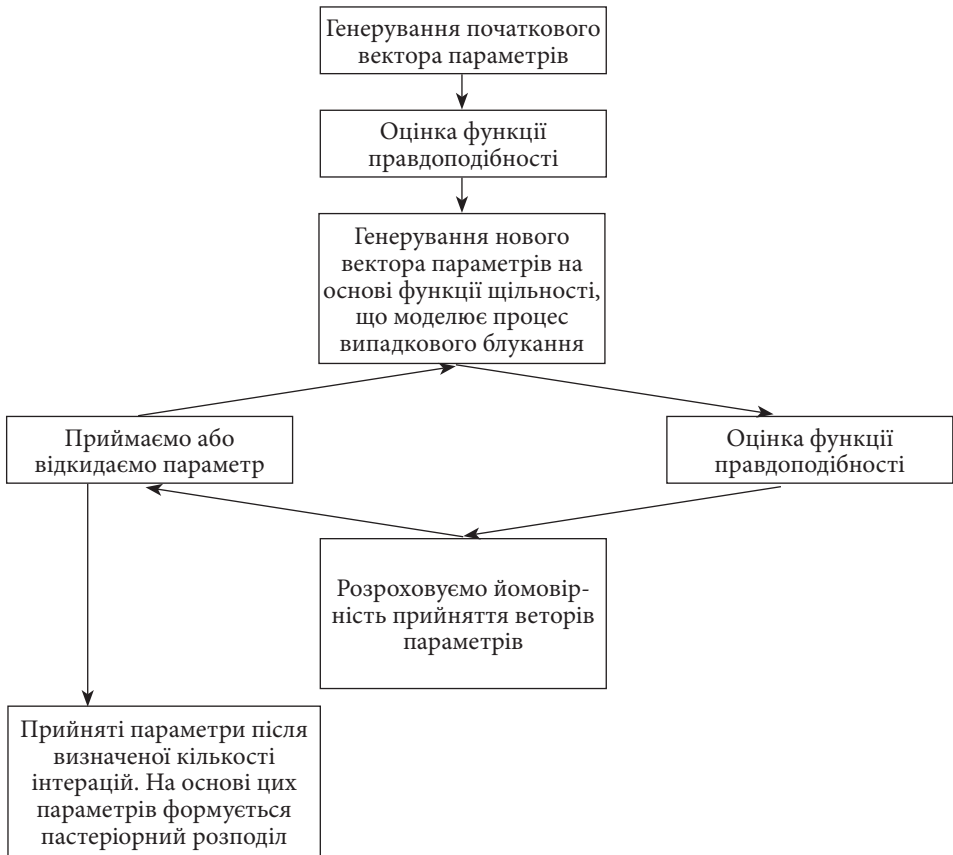 Генерування початкового
вектора параметрів
Оцінка функції
правдоподібності
Генерування нового
вектора параметрів на
основі функції щільності,
що моделює процес
випадкового блукання
Приймаємо або
відкидаємо параметр
Оцінка функції
правдоподібності
Розроховуємо йомовір-
ність прийняття веторів
параметрів
Прийняті параметри після
визначеної кількості
інтерацій. На основі цих
параметрів формується
пастеріорний розподіл